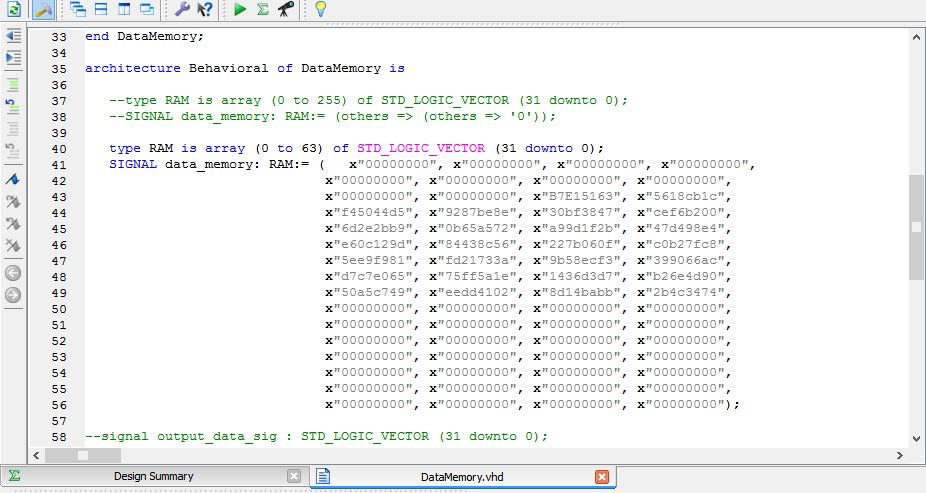 33 end DataMemory;
34
35 architecture Behavioral of DataMemory is
36
37 --type RAM is array (0 to 255) of STD_LOGIC_VECTOR (31 downto 0);
38 --SIGNAL data_memory: RAM:= (others => (others => '0'));
39
40 type RAM is array (0 to 63) of STD_LOGIC_VECTOR (31 downto 0);
41 SIGNAL data_memory: RAM:= ( x"00000000", x"00000000", x"00000000", x"00000000",
42 x"00000000", x"00000000", x"00000000", x"00000000",
43 x"00000000", x"00000000", x"B7E15163", x"5618cb1c",
44 x"f45044d5", x"9287be8e", x"30bf3847", x"cef6b200",
45 x"6d2e2bb9", x"0b65a572", x"a99d1f2b", x"47d498e4",
46 x"e60c129d", x"84438c56", x"227b060f", x"c0b27fc8",
47 x"5ee9f981", x"fd21733a", x"9b58ecf3", x"399066ac",
48 x"d7c7e065", x"75ff5a1e", x"1436d3d7", x"b26e4d90",
49 x"50a5c749", x"eedd4102", x"8d14babb", x"2b4c3474",
50 x"00000000", x"00000000", x"00000000", x"00000000",
51 x"00000000", x"00000000", x"00000000", x"00000000",
52 x"00000000", x"00000000", x"00000000", x"00000000",
53 x"00000000", x"00000000", x"00000000", x"00000000",
54 x"00000000", x"00000000", x"00000000", x"00000000",
55 x"00000000", x"00000000", x"00000000", x"00000000",
56 x"00000000", x"00000000", x"00000000", x"00000000");
57
58 --signal output_data_sig : STD_LOGIC_VECTOR (31 downto 0);
Design Summary DataMemory.vhd